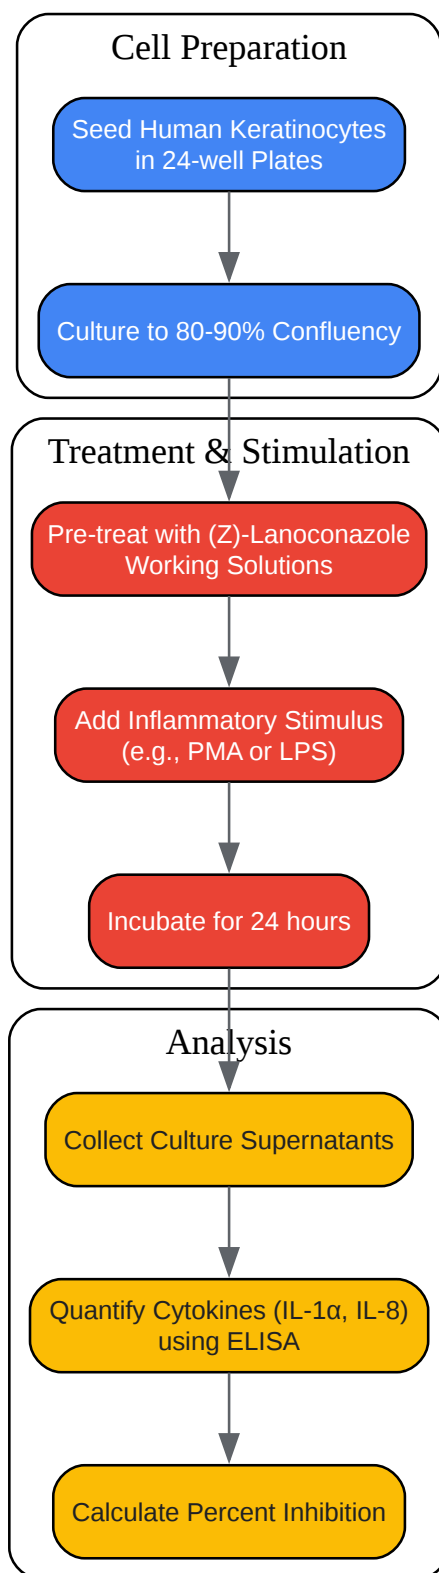 Cell Preparation
Seed Human Keratinocytes
in 24-well Plates
Culture to 80-90% Confluency
Treatment & Stimulation
Pre-treat with (Z)-Lanoconazole
Working Solutions
Add Inflammatory Stimulus
(e.g., PMA or LPS)
Incubate for 24 hours
Analysis
Collect Culture Supernatants
Quantify Cytokines (IL-1α, IL-8)
using ELISA
Calculate Percent Inhibition